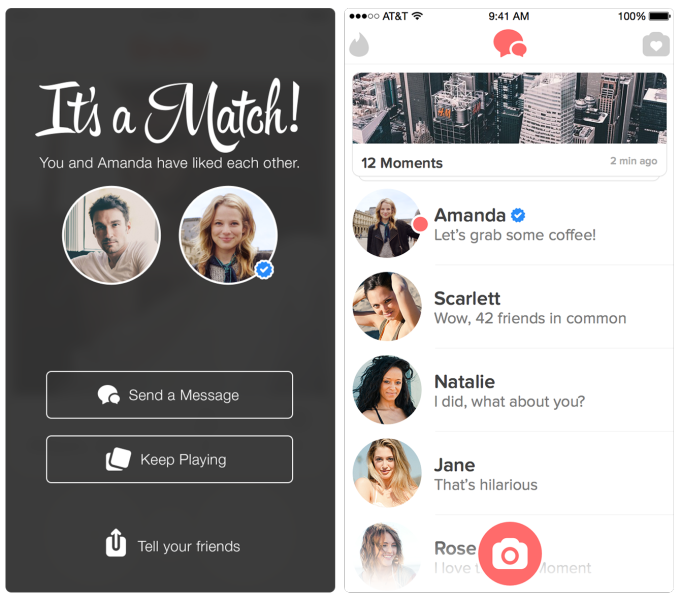 It's a Match!
You and Amanda have liked each other.
Send a Message
Keep Playing
Tell your friends
AT&T 9:41 AM 100%
12 Moments 2 min ago
Amanda
Let's grab some coffee!
Scarlett
Wow, 42 friends in common
Natalie
I did, what about you?
Jane
That's hilarious
Rose
I love Moment